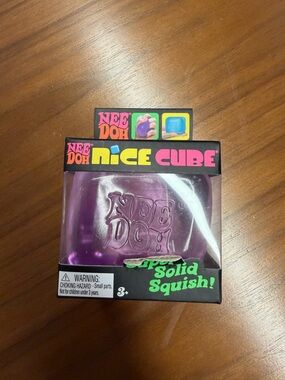 NEE
DOH
NEE
DOH NiCE CUBE
NEE
DOH
Super
Solid
Squish!
WARNING:
CHOKING HAZARD - Small parts.
Not for children under 3 years.
3+